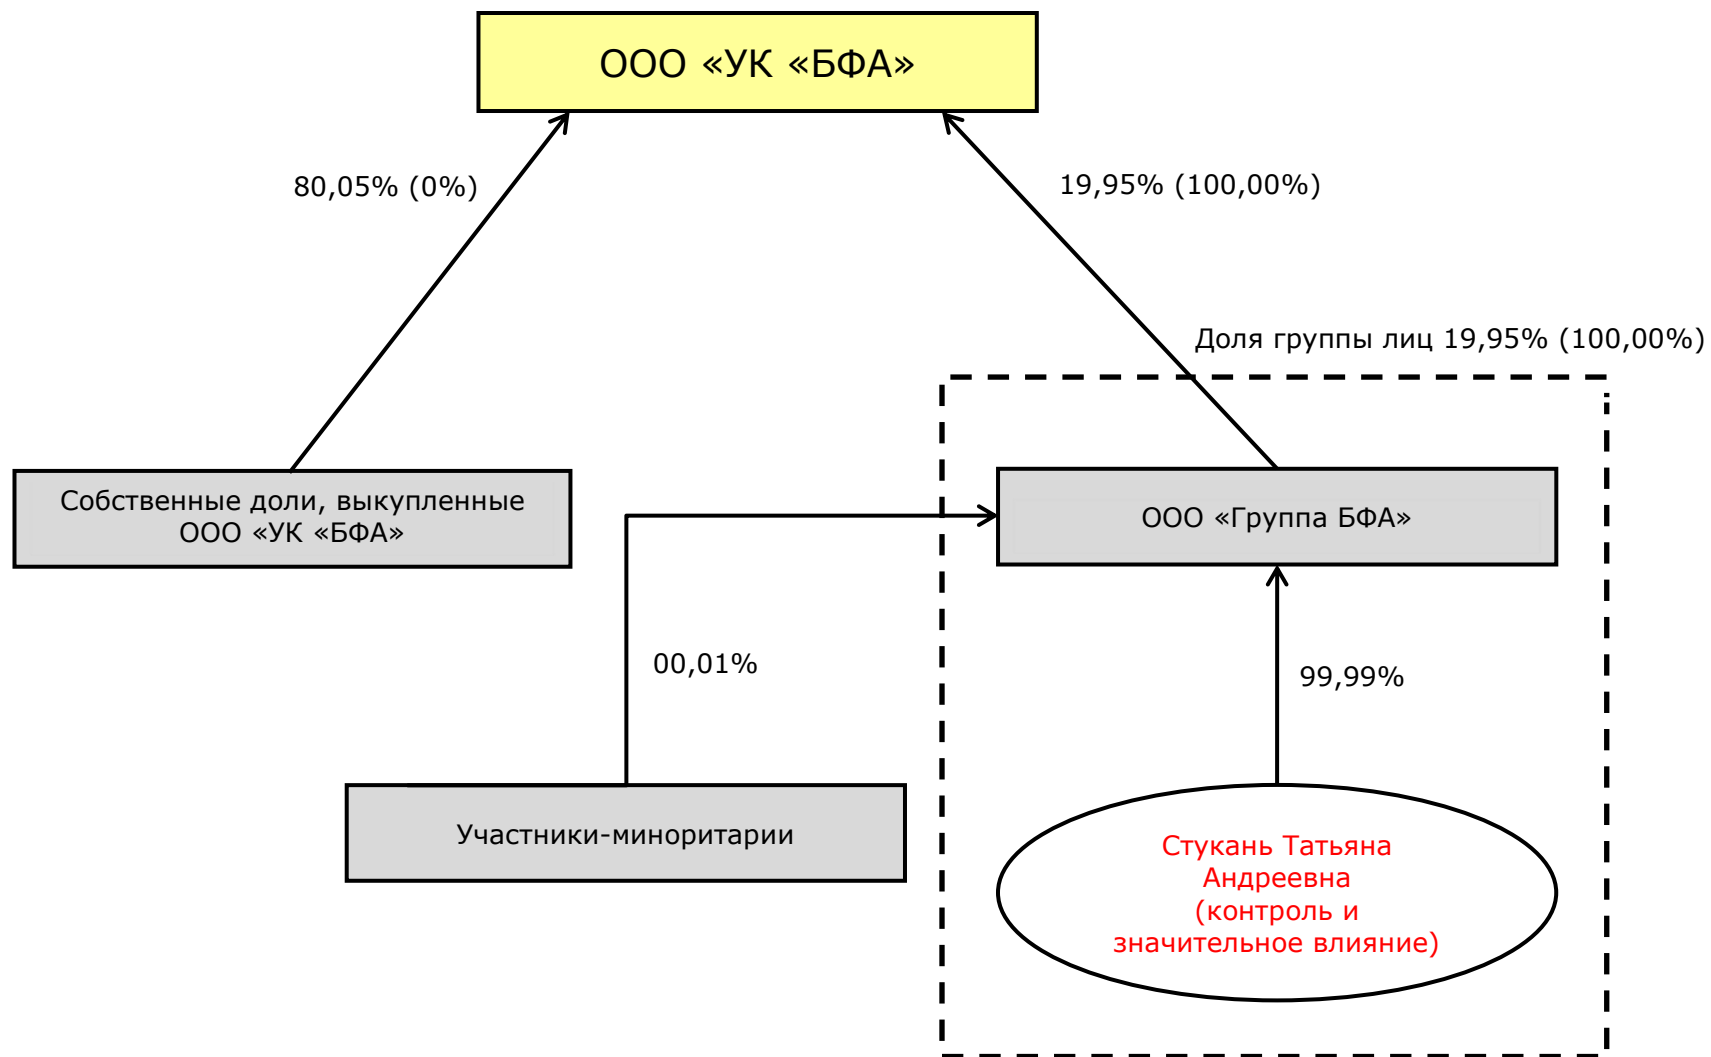 ООО «УК «БФА»
80,05% (0%)
19,95% (100,00%)
Доля группы лиц 19,95% (100,00%)
Собственные доли, выкупленные
ООО «УК «БФА»
ООО «Группа БФА»
00,01%
99,99%
Участники-миноритарии
Стукань Татьяна
Андреевна
(контроль и
значительное влияние)